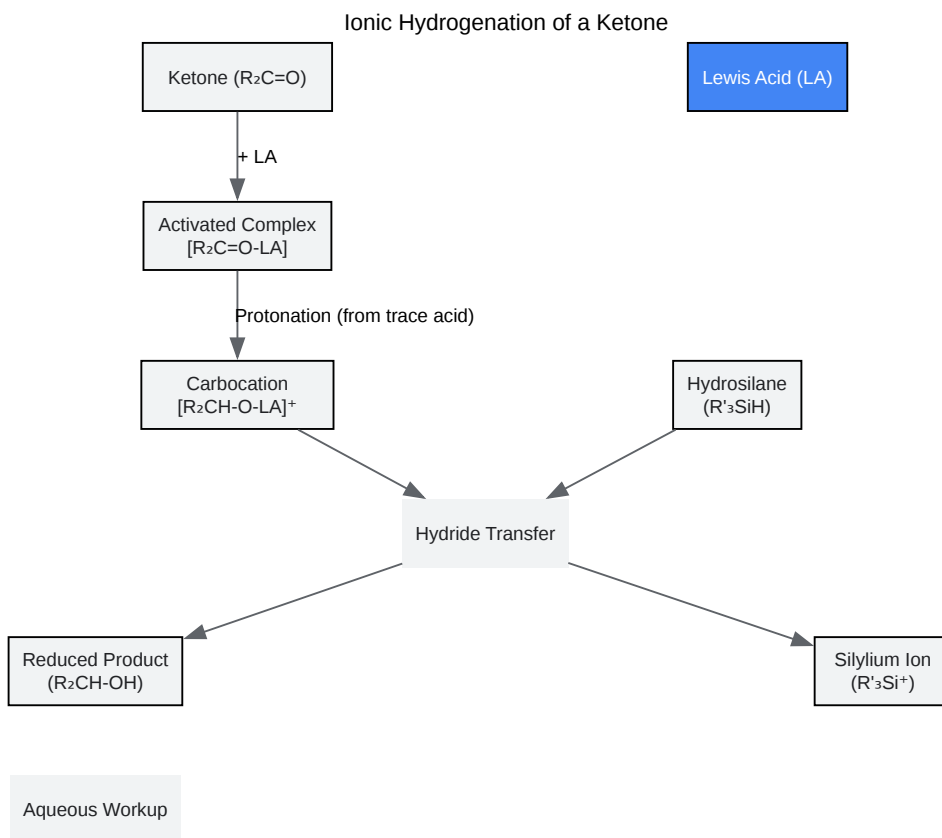 Ionic Hydrogenation of a Ketone
Ketone (R₂C=O)
Lewis Acid (LA)
+ LA
Activated Complex
[R₂C=O-LA]
Protonation (from trace acid)
Carbocation
[R₂CH-O-LA]⁺
Hydrosilane
(R'₃SiH)
Hydride Transfer
Reduced Product
(R₂CH-OH)
Silylium Ion
(R'₃Si⁺)
Aqueous Workup